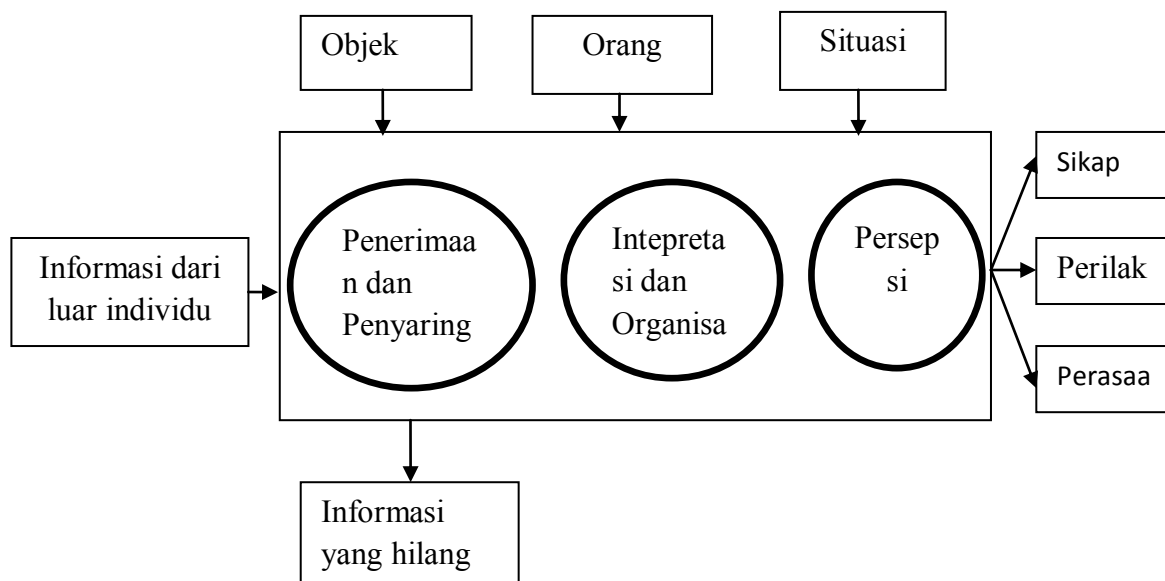 Objek
Orang
Situasi
Informasi dari
luar individu
Penerimaa
n dan
Penyaring
Intepreta
si dan
Organisa
Persep
si
Sikap
Perilak
Perasaa
Informasi
yang hilang